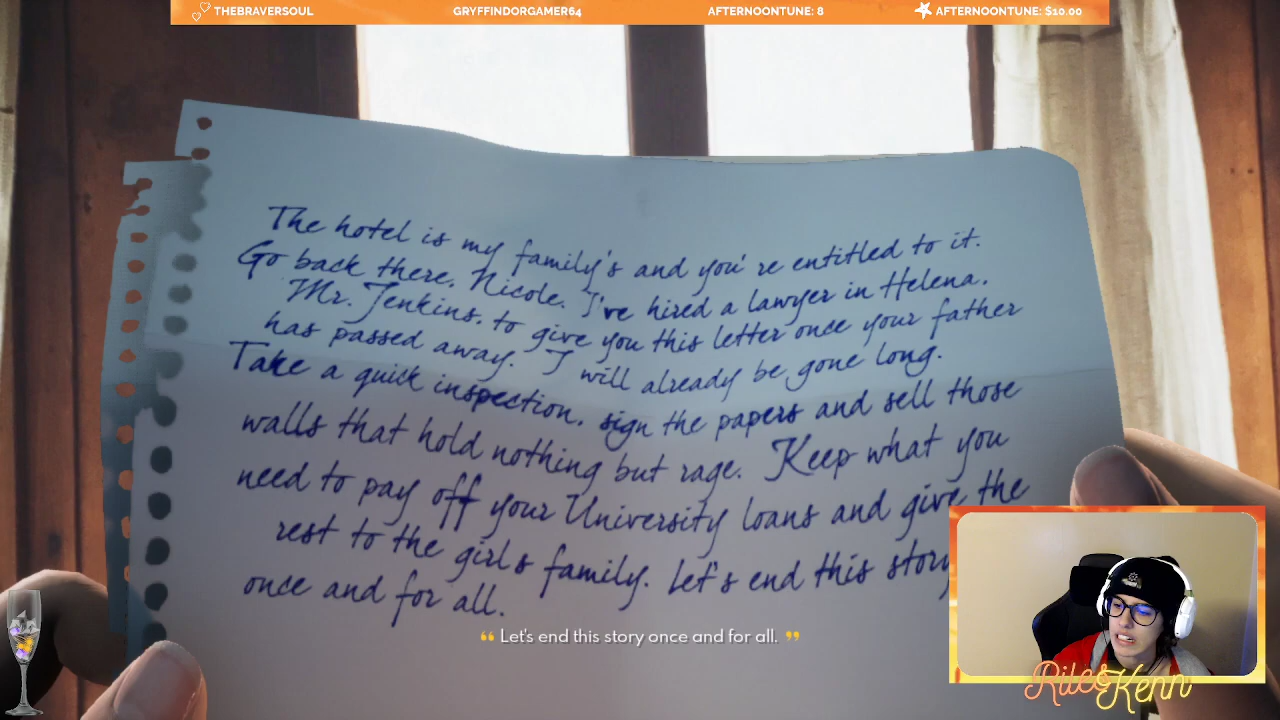 THEBRAVERSOUL GRYFFINDORGAMER64 AFTERNOONTUNE: 8 AFTERNOONTUNE: $10.00
The hotel is my family's and you're entitled to it.
Go back there, Nicole. I've hired a lawyer in Helena,
Mr. Jenkins, to give you this letter once your father
has passed away. I will already be gone long.
Take a quick inspection, sign the papers and sell those
walls that hold nothing but rage. Keep what you
need to pay off your University loans and give the
rest to the girls family. Let's end this story
once and for all.
" Let's end this story once and for all. "
Riley Kenn